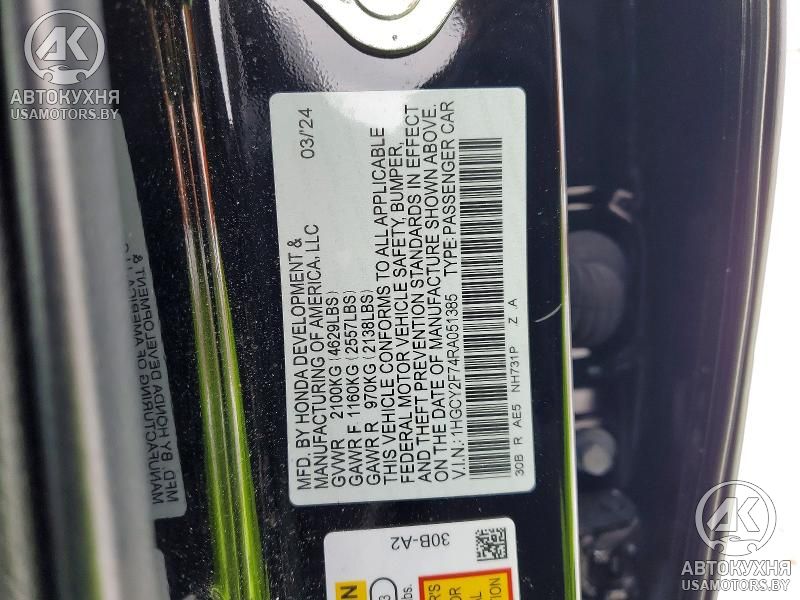 АК
АВТОКУХНЯ
USAMOTORS.BY
MFD. BY HONDA DEVELOPMENT &
MANUFACTURING OF AMERICA, LLC 03/'24
GVWR 2100KG(4629LBS)
GAWR F 1160KG(2557LBS)
GAWR R 970KG(2138LBS)
THIS VEHICLE CONFORMS TO ALL APPLICABLE
FEDERAL MOTOR VEHICLE SAFETY, BUMPER,
AND THEFT PREVENTION STANDARDS IN EFFECT
ON THE DATE OF MANUFACTURE SHOWN ABOVE.
V.I.N.:1HGCY2F74RA051385 TYPE:PASSENGER CAR
30B R AE5 NH731P Z A
30B-A2
MFD. BY HONDA DEVELOPMENT &
MANUFACTURING OF AMERICA
АК
АВТОКУХНЯ
USAMOTORS.BY